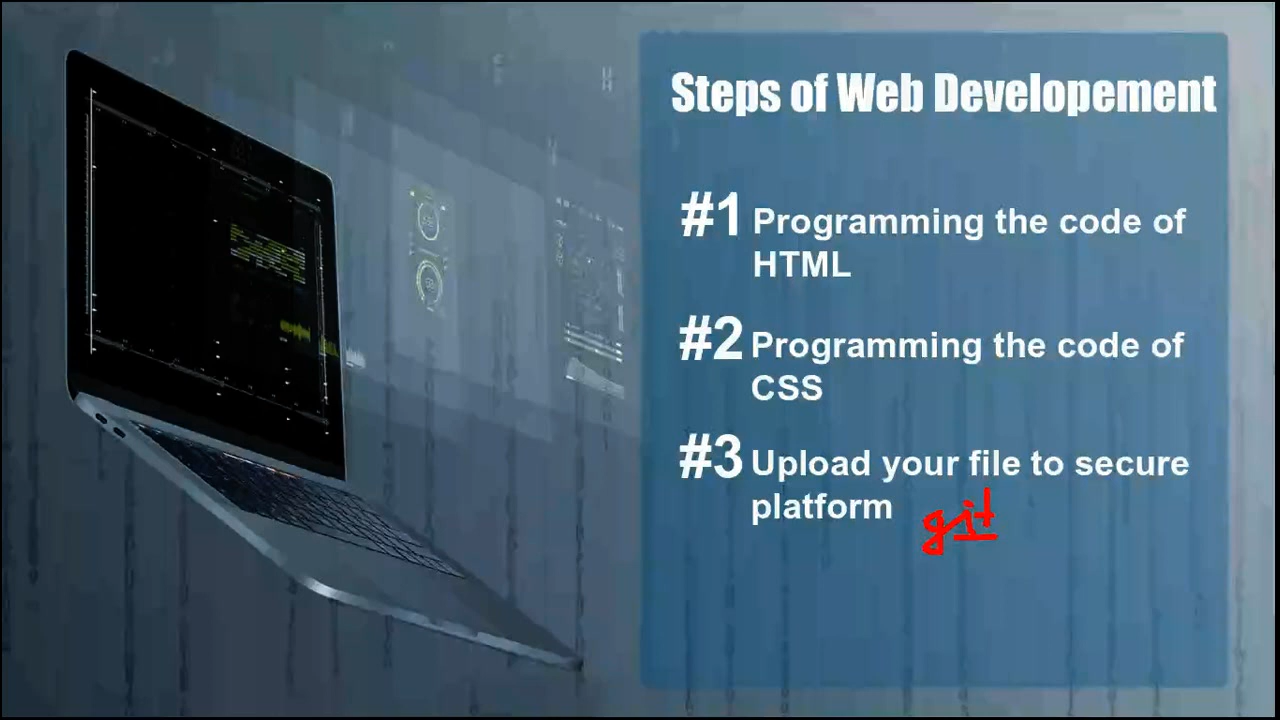 Steps of Web Developement
#1 Programming the code of
HTML
#2 Programming the code of
CSS
#3 Upload your file to secure
platform git